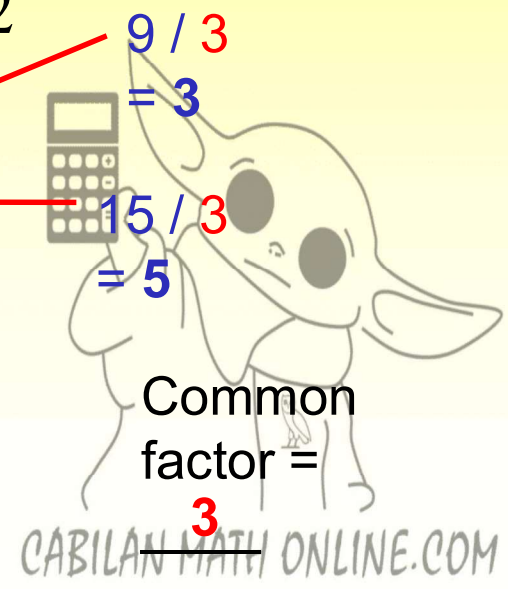 2
9 / 3
= 3
15 / 3
= 5
Common
factor =
3
CABILAN MATH ONLINE.COM